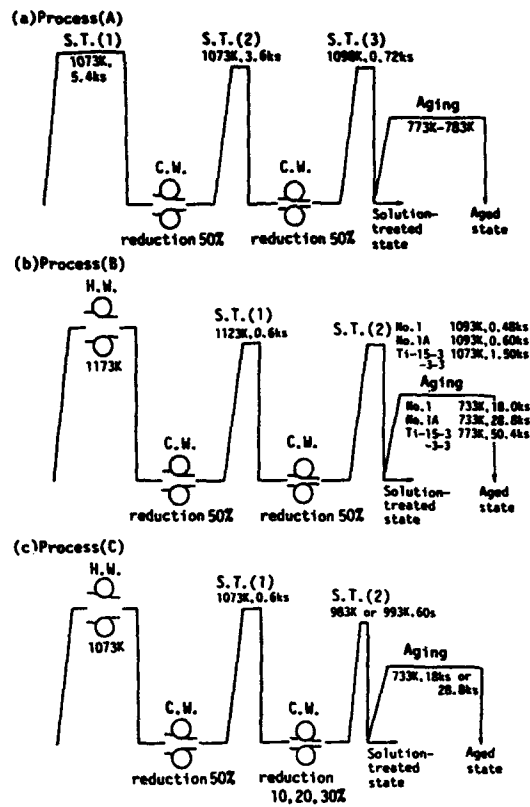 (a)Process(A)
S.T.(1)
1073K,
5.4ks
S.T.(2)
1073K,3.6ks
S.T.(3)
1098K,0.72ks
Aging
773K-783K
C.W.
C.W.
reduction 50%
reduction 50%
Solution-
treated
state
Aged
state
(b)Process(B)
H.W.
1173K
S.T.(1)
1123K,0.6ks
S.T.(2)
No.1 1093K,0.48ks
No.1A 1093K,0.60ks
Ti-15-3 1073K,1.50ks
-3-3
Aging
No.1 733K,18.0ks
No.1A 733K,28.8ks
Ti-15-3 773K,50.4ks
-3-3
C.W.
C.W.
reduction 50%
reduction 50%
Solution-
treated
state
Aged
state
(c)Process(C)
H.W.
1073K
S.T.(1)
1073K,0.6ks
S.T.(2)
983K or 993K,60s
Aging
733K,18ks or
28.8ks
C.W.
C.W.
reduction 50%
reduction
10,20,30%
Solution-
treated
state
Aged
state